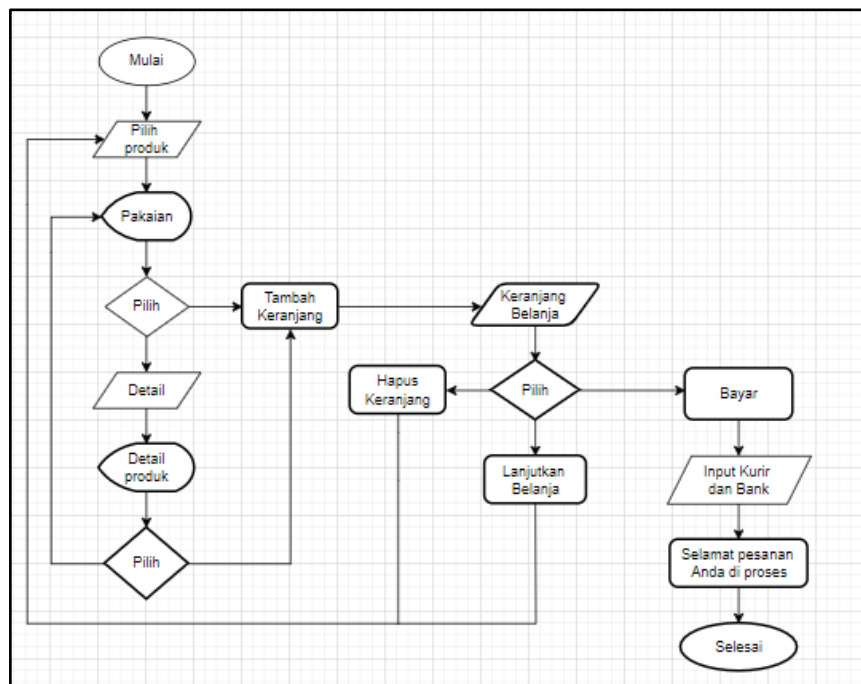 Mulai
Pilih
produk
Pakaian
Pilih
Tambah
Keranjang
Detail
Detail
produk
Pilih
Keranjang
Belanja
Pilih
Hapus
Keranjang
Lanjutkan
Belanja
Bayar
Input Kurir
dan Bank
Selamat pesanan
Anda di proses
Selesai